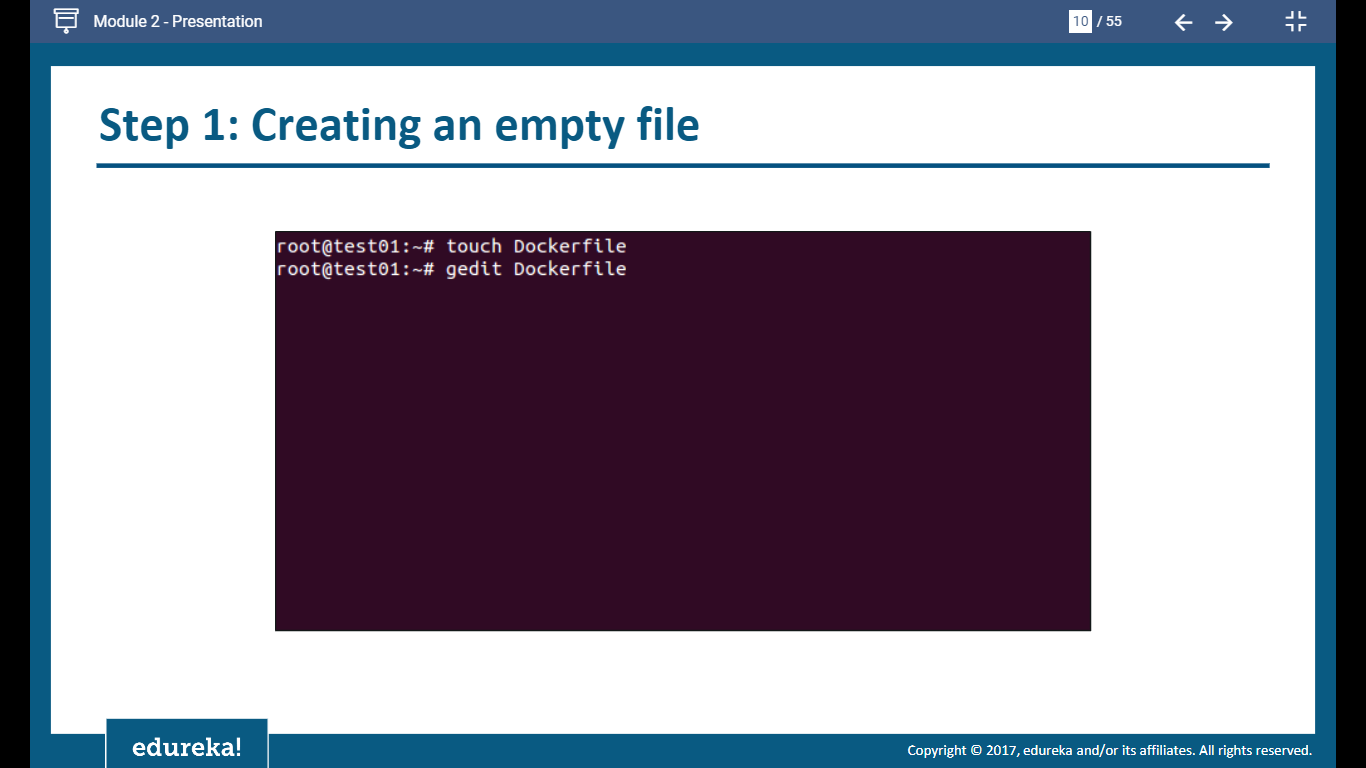 Module 2 - Presentation
10 / 55
Step 1: Creating an empty file
root@test01:~# touch Dockerfile
root@test01:~# gedit Dockerfile
edureka!
Copyright © 2017, edureka and/or its affiliates. All rights reserved.